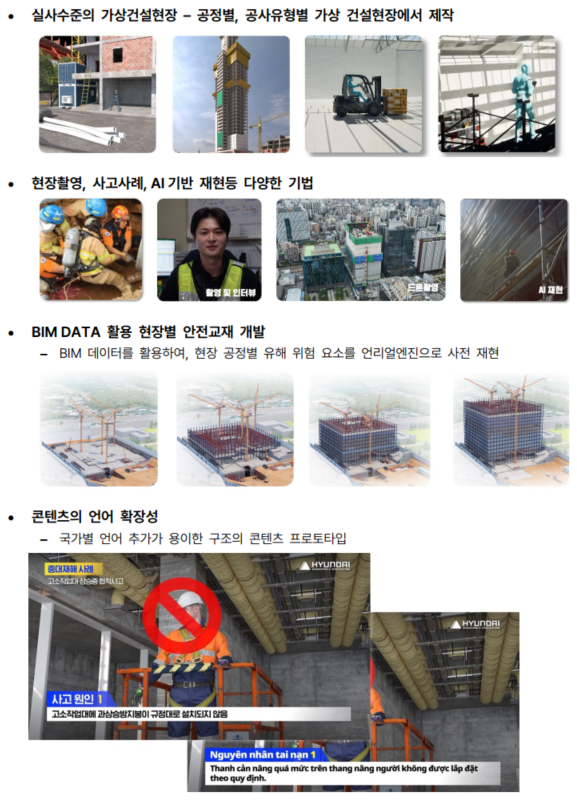 • 실사수준의 가상건설현장 – 공정별, 공사유형별 가상 건설현장에서 제작
• 현장촬영, 사고사례, AI 기반 재현등 다양한 기법
촬영 및 인터뷰
드론촬영
AI 재현
• BIM DATA 활용 현장별 안전교재 개발
– BIM 데이터를 활용하여, 현장 공정별 유해 위험 요소를 언리얼엔진으로 사전 재현
• 콘텐츠의 언어 확장성
– 국가별 언어 추가가 용이한 구조의 콘텐츠 프로토타입
중대재해 사례
고소작업대 상승중 협착사고
HYUNDAI
사고 원인 1
고소작업대에 과상승방지봉이 규정대로 설치되지 않음
HYUNDAI
Nguyên nhân tai nạn 1
Thanh cản nâng quá mức trên thang nâng người không được lắp đặt
theo quy định.